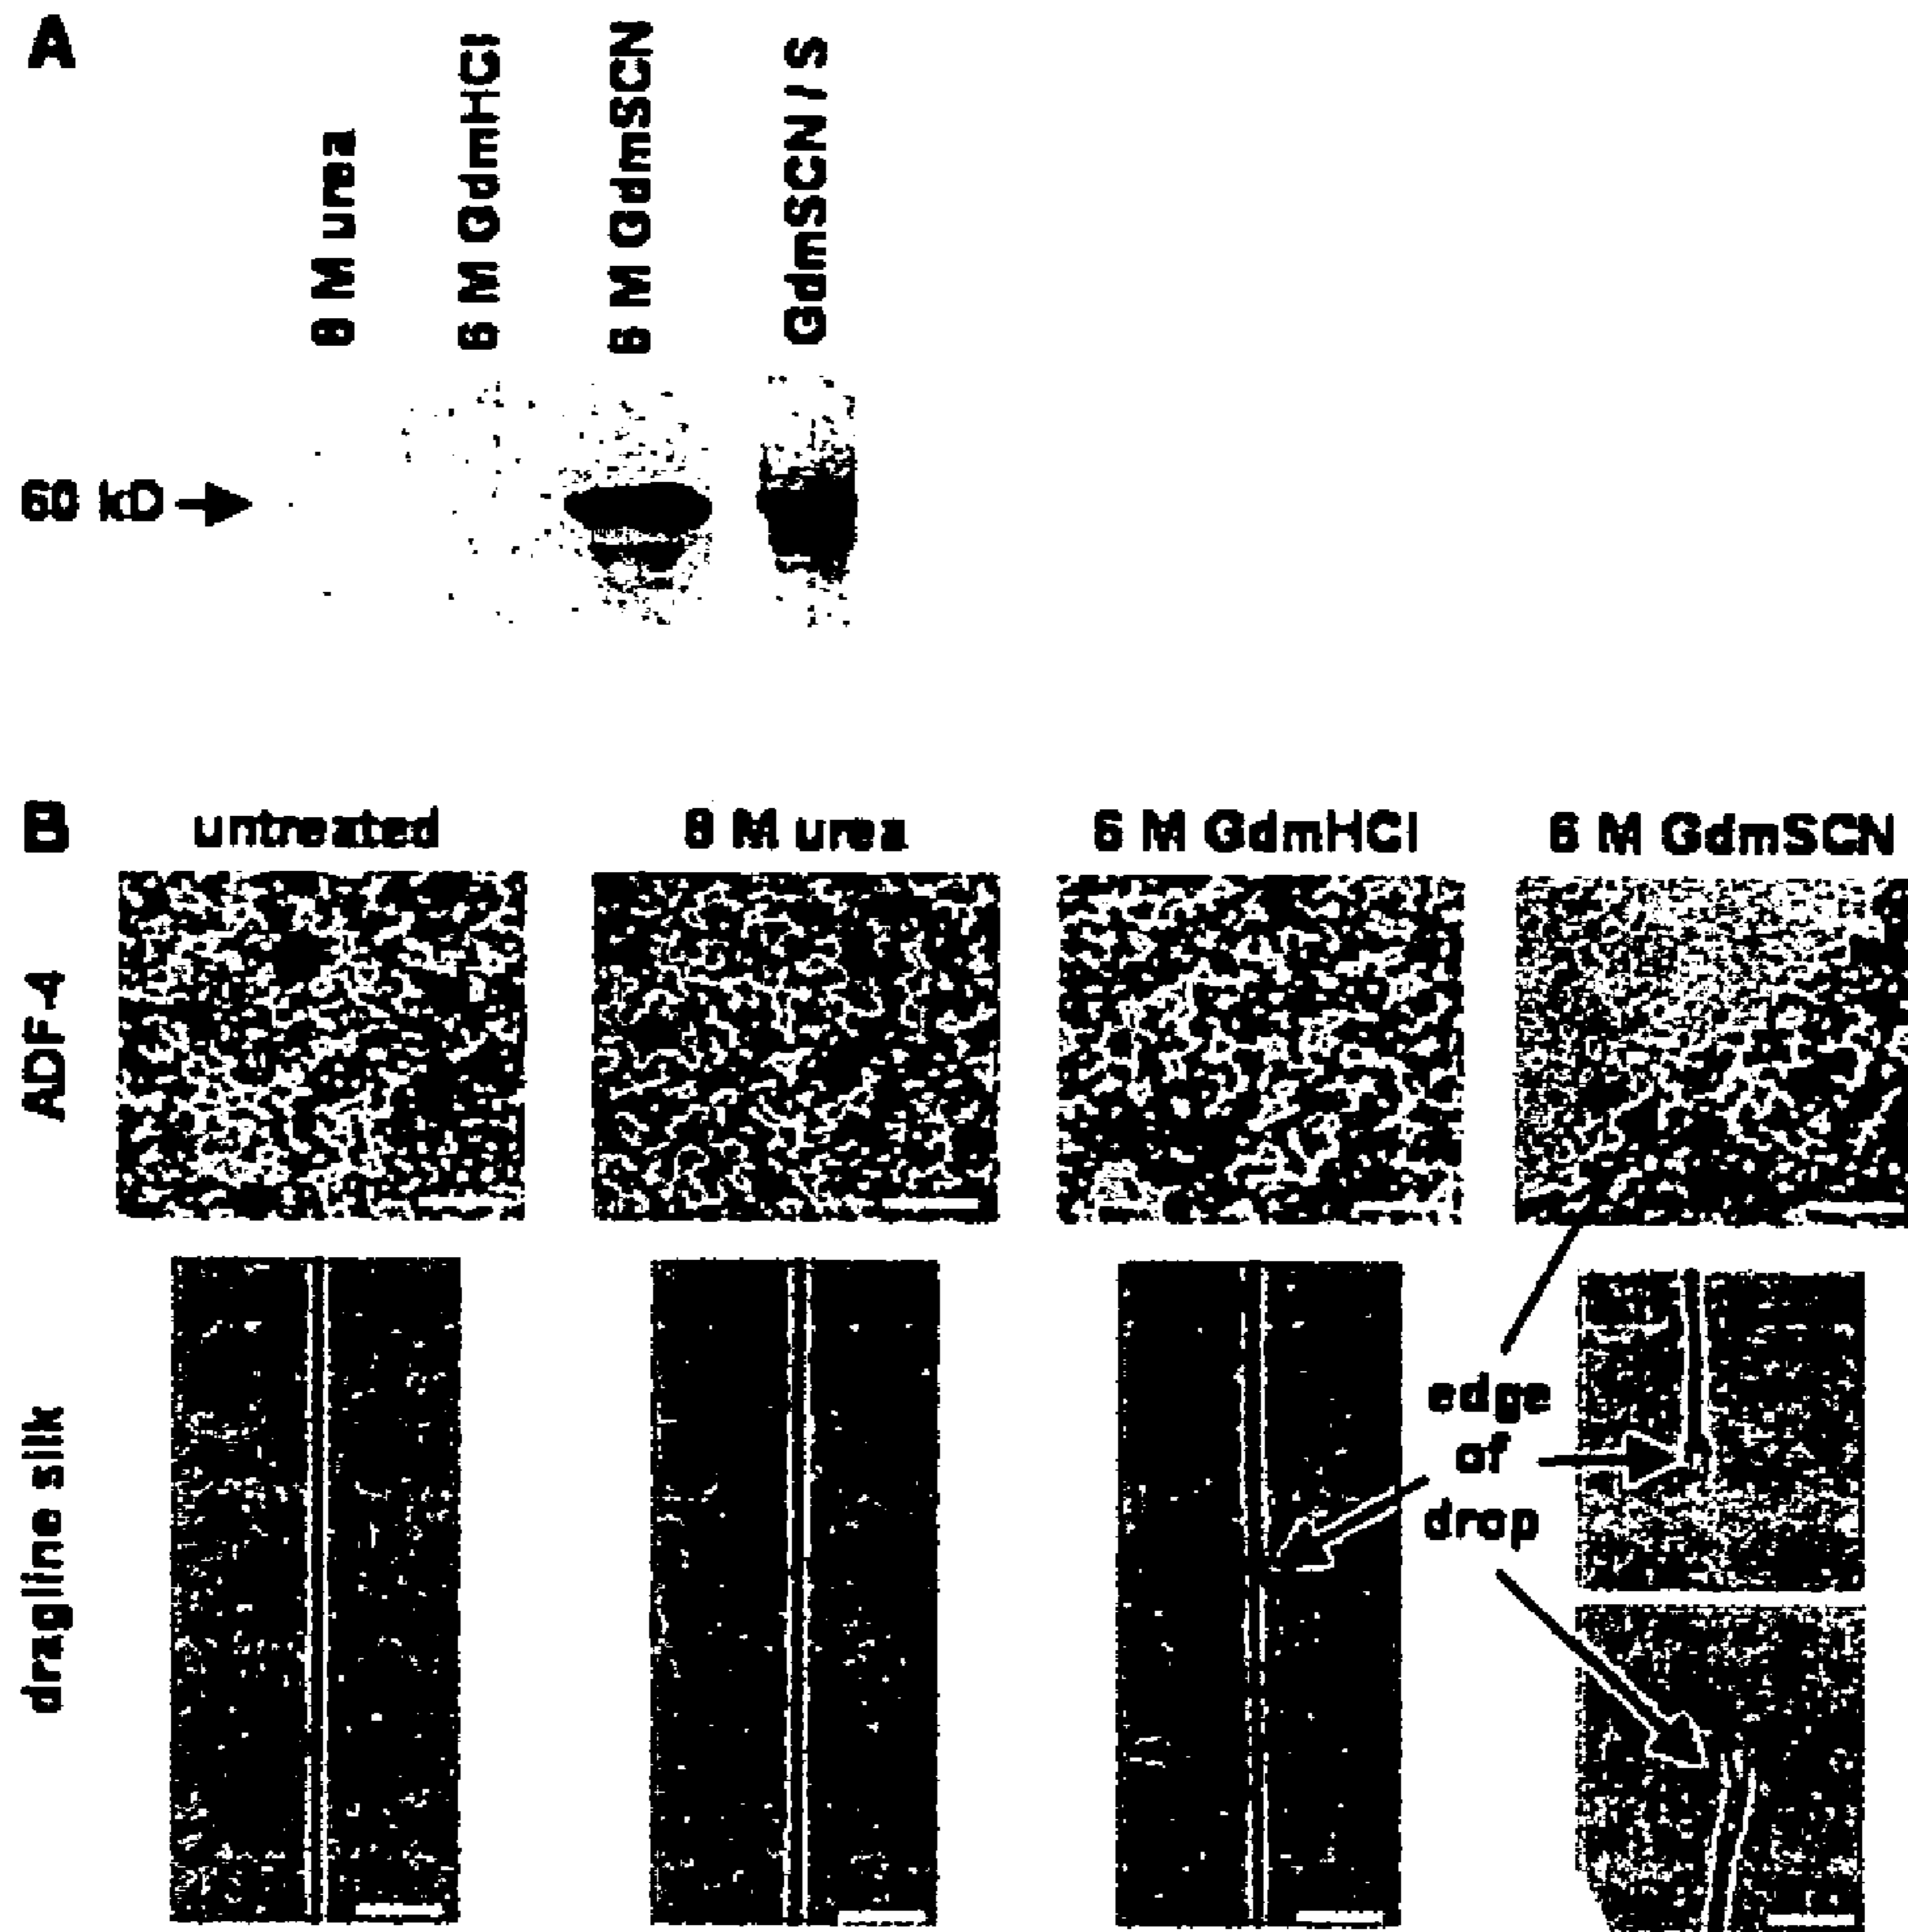 A
8 M urea
6 M GdmHCl
6 M GdmSCN
GdmSCN / S
60 kD
B
untreated
8 M urea
6 M GdmHCl
6 M GdmSCN
ADF-4
dragline silk
edge
of
drop